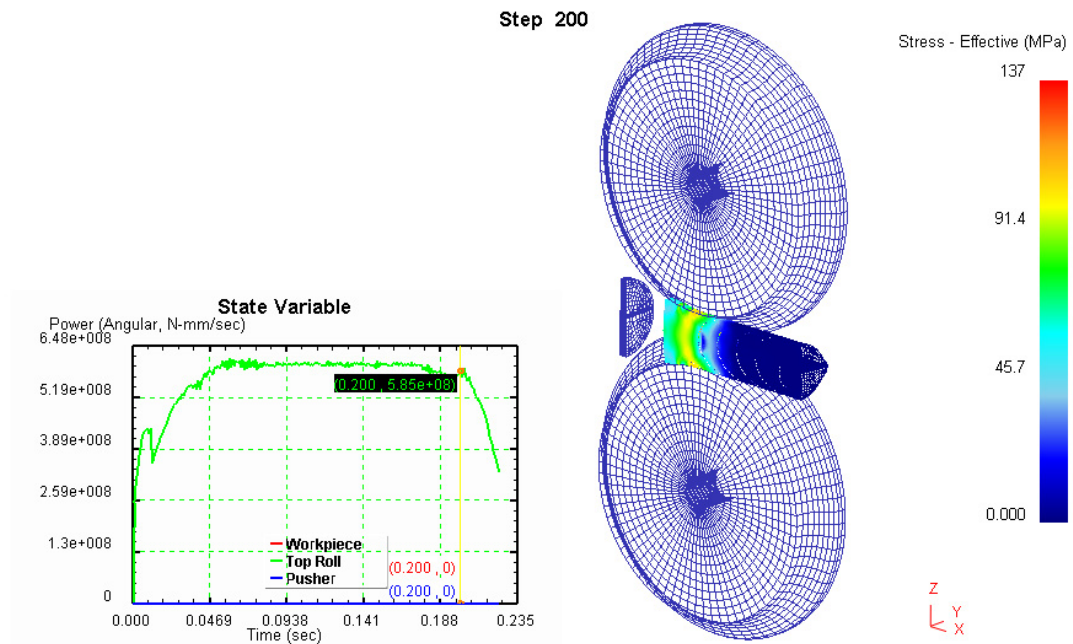 Step 200
Stress - Effective (MPa)
137
91.4
45.7
0.000
State Variable
Power (Angular, N-mm/sec)
6.48e+008
5.19e+008
3.89e+008
2.59e+008
1.3e+008
0
(0.200 , 5.85e+08)
Workpiece
Top Roll
Pusher
(0.200 , 0)
(0.200 , 0)
0.000 0.0469 0.0938 0.141 0.188 0.235
Time (sec)
Z
Y
X